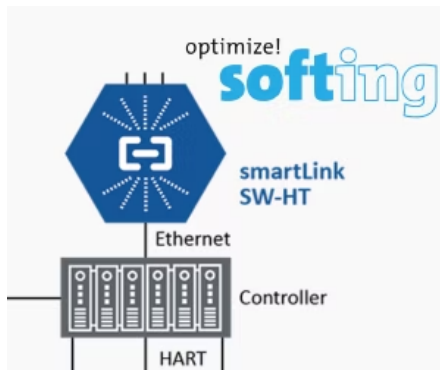 optimize!
softing
smartLink
SW-HT
Ethernet
Controller
HART